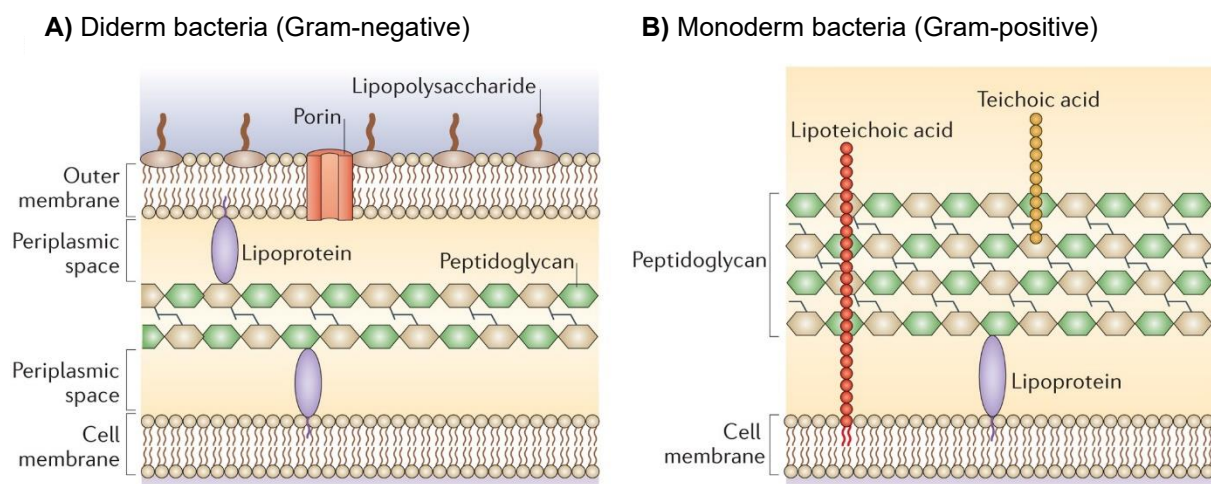 A) Diderm bacteria (Gram-negative)
Lipopolysaccharide
Porin
Outer
membrane
Periplasmic
space
Lipoprotein
Peptidoglycan
Periplasmic
space
Cell
membrane
B) Monoderm bacteria (Gram-positive)
Teichoic acid
Lipoteichoic acid
Peptidoglycan
Lipoprotein
Cell
membrane